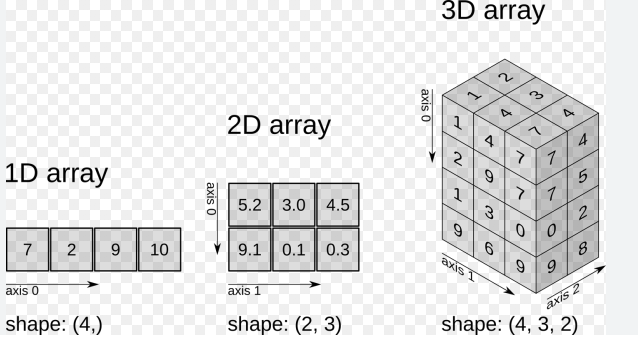 1D array
7 2 9 10
axis 0
shape: (4,)
2D array
axis 0
5.2 3.0 4.5
9.1 0.1 0.3
axis 1
shape: (2, 3)
3D array
axis 0
2
1 3
4 4
7
1 4 7 7 4
2 9 7 7 5
1 3 0 0 2
9 6 9 9 8
axis 1
axis 2
shape: (4, 3, 2)